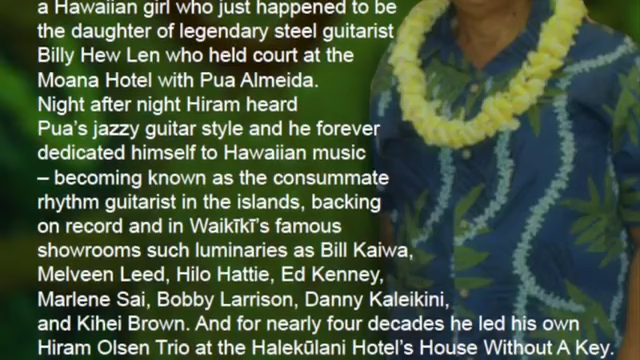 a Hawaiian girl who just happened to be
the daughter of legendary steel guitarist
Billy Hew Len who held court at the
Moana Hotel with Pua Almeida.
Night after night Hiram heard
Pua's jazzy guitar style and he forever
dedicated himself to Hawaiian music
– becoming known as the consummate
rhythm guitarist in the islands, backing
on record and in Waikīkī's famous
showrooms such luminaries as Bill Kaiwa,
Melveen Leed, Hilo Hattie, Ed Kenney,
Marlene Sai, Bobby Larrison, Danny Kaleikini,
and Kihei Brown. And for nearly four decades he led his own
Hiram Olsen Trio at the Halekūlani Hotel's House Without A Key.